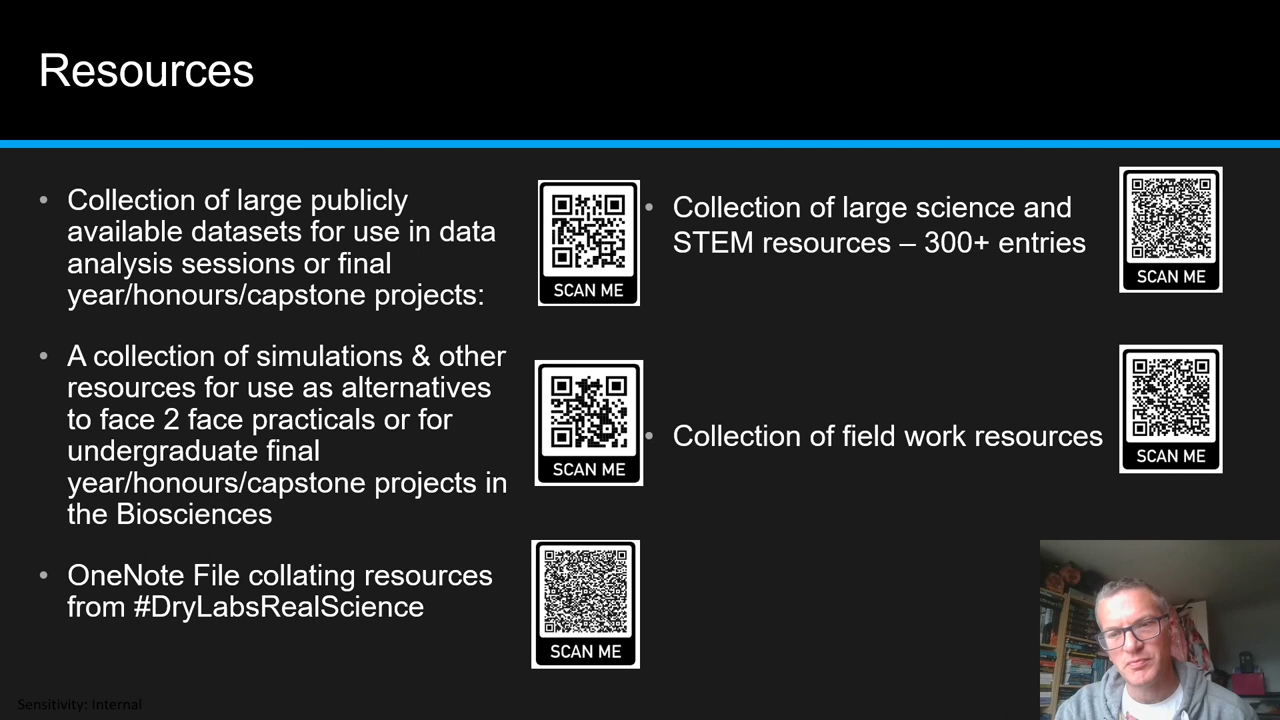 Resources
Collection of large publicly
available datasets for use in data
analysis sessions or final
year/honours/capstone projects:
SCAN ME
A collection of simulations & other
resources for use as alternatives
to face 2 face practicals or for
undergraduate final
year/honours/capstone projects in
the Biosciences
SCAN ME
OneNote File collating resources
from #DryLabsRealScience
SCAN ME
Collection of large science and
STEM resources – 300+ entries
SCAN ME
Collection of field work resources
SCAN ME
Sensitivity: Internal